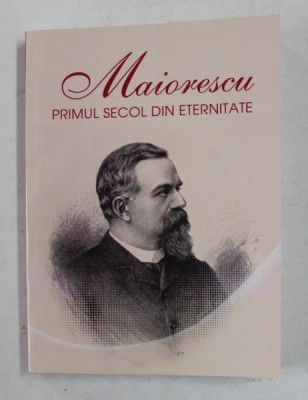 Maiorescu
PRIMUL SECOL DIN ETERNITATE